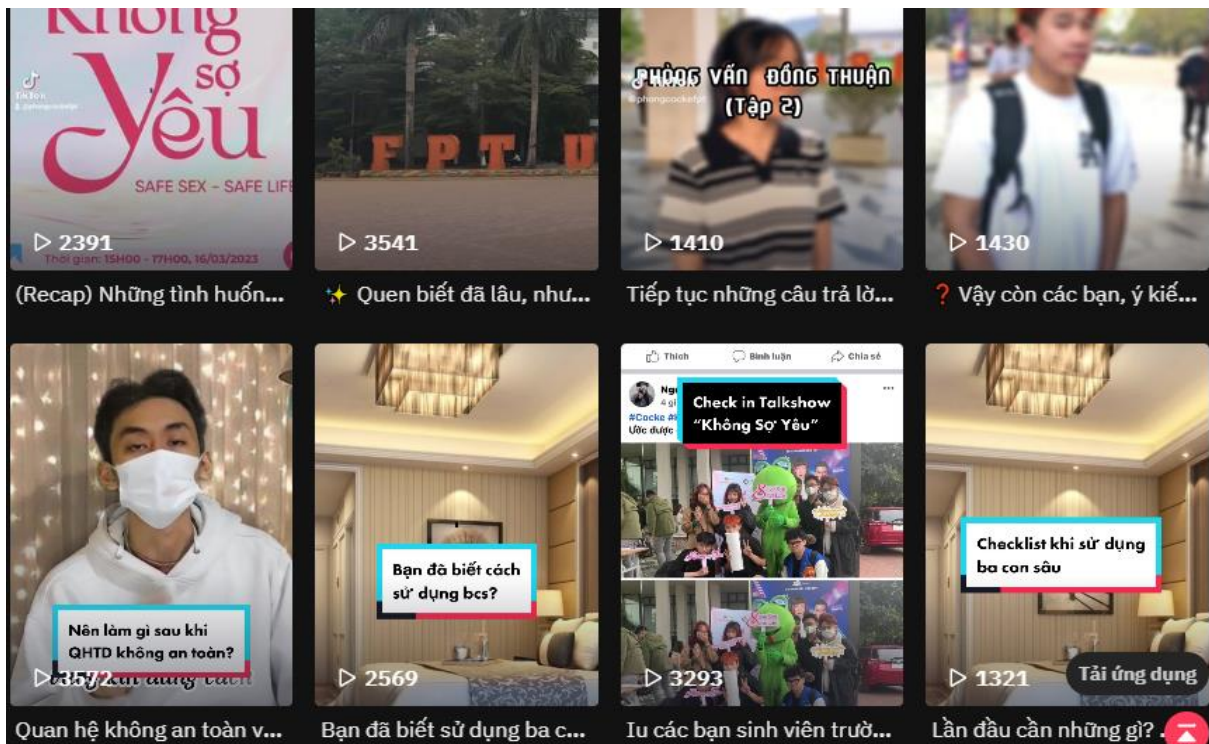 Không
sợ
Yêu
TikTok
SAFE SEX - SAFE LIFE
2391
Thời gian: 15H00 - 17H00, 16/03/2023
(Recap) Những tình huốn...
FPT U
3541
✨ Quen biết đã lâu, như...
PHỎNG VẤN ĐỒNG THUẬN
(Tập 2)
@phongcockefpt
1410
Tiếp tục những câu trả lờ...
1430
❓ Vậy còn các bạn, ý kiế...
Nên làm gì sau khi
QHTD không an toàn?
3572
Quan hệ không an toàn v...
Bạn đã biết cách
sử dụng bcs?
2569
Bạn đã biết sử dụng ba c...
Thích Bình luận Chia sẻ
4 gi
#Cocke
Ước được
Check in Talkshow
"Không Sợ Yêu"
3293
Iu các bạn sinh viên trườ...
Checklist khi sử dụng
ba con sâu
1321
Tải ứng dụng
Lần đầu cần những gì? ...